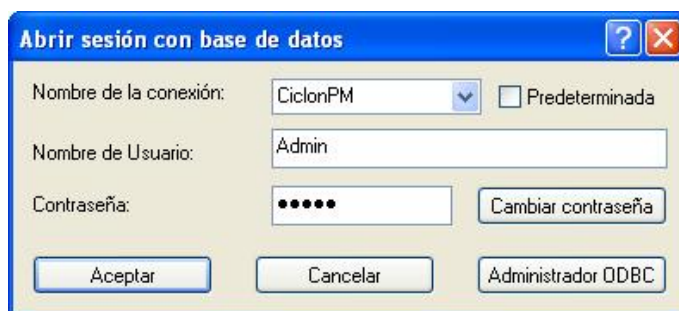 Abrir sesión con base de datos
Nombre de la conexión: CiclonPM Predeterminada
Nombre de Usuario: Admin
Contraseña: ••••• Cambiar contraseña
Aceptar Cancelar Administrador ODBC